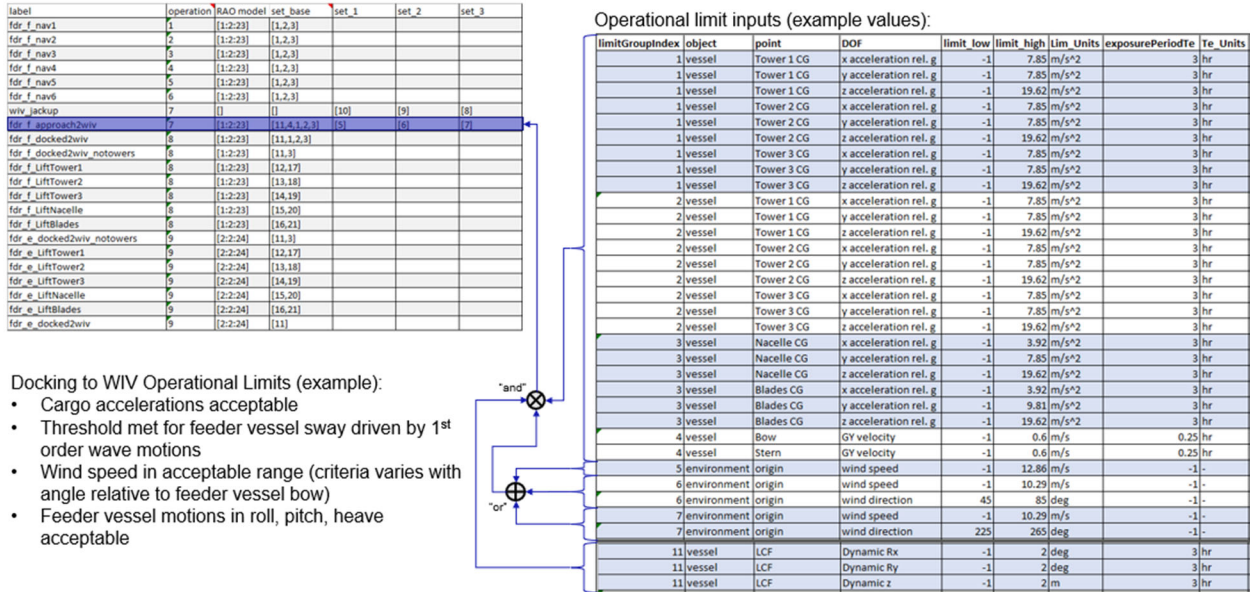 label operation RAO model set_base set_1 set_2 set_3
fdr_f_nav1 1 [1:2:23] [1,2,3]
fdr_f_nav2 2 [1:2:23] [1,2,3]
fdr_f_nav3 3 [1:2:23] [1,2,3]
fdr_f_nav4 4 [1:2:23] [1,2,3]
fdr_f_nav5 5 [1:2:23] [1,2,3]
fdr_f_nav6 6 [1:2:23] [1,2,3]
wiv_jackup 7 [] [] [10] [9] [8]
fdr_f_approach2wiv 7 [1:2:23] [11,4,1,2,3] [5] [6] [7]
fdr_f_docked2wiv 8 [1:2:23] [11,1,2,3]
fdr_f_docked2wiv_notowers 8 [1:2:23] [11,3]
fdr_f_LiftTower1 8 [1:2:23] [12,17]
fdr_f_LiftTower2 8 [1:2:23] [13,18]
fdr_f_LiftTower3 8 [1:2:23] [14,19]
fdr_f_LiftNacelle 8 [1:2:23] [15,20]
fdr_f_LiftBlades 8 [1:2:23] [16,21]
fdr_e_docked2wiv_notowers 9 [2:2:24] [11,3]
fdr_e_LiftTower1 9 [2:2:24] [12,17]
fdr_e_LiftTower2 9 [2:2:24] [13,18]
fdr_e_LiftTower3 9 [2:2:24] [14,19]
fdr_e_LiftNacelle 9 [2:2:24] [15,20]
fdr_e_LiftBlades 9 [2:2:24] [16,21]
fdr_e_docked2wiv 9 [2:2:24] [11]
Docking to WIV Operational Limits (example):
• Cargo accelerations acceptable
• Threshold met for feeder vessel sway driven by 1st
order wave motions
• Wind speed in acceptable range (criteria varies with
angle relative to feeder vessel bow)
• Feeder vessel motions in roll, pitch, heave
acceptable
"and"
"or"
Operational limit inputs (example values):
limitGroupIndex object point DOF limit_low limit_high Lim_Units exposurePeriodTe Te_Units
1 vessel Tower 1 CG x acceleration rel. g -1 7.85 m/s^2 3 hr
1 vessel Tower 1 CG y acceleration rel. g -1 7.85 m/s^2 3 hr
1 vessel Tower 1 CG z acceleration rel. g -1 19.62 m/s^2 3 hr
1 vessel Tower 2 CG x acceleration rel. g -1 7.85 m/s^2 3 hr
1 vessel Tower 2 CG y acceleration rel. g -1 7.85 m/s^2 3 hr
1 vessel Tower 2 CG z acceleration rel. g -1 19.62 m/s^2 3 hr
1 vessel Tower 3 CG x acceleration rel. g -1 7.85 m/s^2 3 hr
1 vessel Tower 3 CG y acceleration rel. g -1 7.85 m/s^2 3 hr
1 vessel Tower 3 CG z acceleration rel. g -1 19.62 m/s^2 3 hr
2 vessel Tower 1 CG x acceleration rel. g -1 7.85 m/s^2 3 hr
2 vessel Tower 1 CG y acceleration rel. g -1 7.85 m/s^2 3 hr
2 vessel Tower 1 CG z acceleration rel. g -1 19.62 m/s^2 3 hr
2 vessel Tower 2 CG x acceleration rel. g -1 7.85 m/s^2 3 hr
2 vessel Tower 2 CG y acceleration rel. g -1 7.85 m/s^2 3 hr
2 vessel Tower 2 CG z acceleration rel. g -1 19.62 m/s^2 3 hr
2 vessel Tower 3 CG x acceleration rel. g -1 7.85 m/s^2 3 hr
2 vessel Tower 3 CG y acceleration rel. g -1 7.85 m/s^2 3 hr
2 vessel Tower 3 CG z acceleration rel. g -1 19.62 m/s^2 3 hr
3 vessel Nacelle CG x acceleration rel. g -1 3.92 m/s^2 3 hr
3 vessel Nacelle CG y acceleration rel. g -1 7.85 m/s^2 3 hr
3 vessel Nacelle CG z acceleration rel. g -1 19.62 m/s^2 3 hr
3 vessel Blades CG x acceleration rel. g -1 3.92 m/s^2 3 hr
3 vessel Blades CG y acceleration rel. g -1 9.81 m/s^2 3 hr
3 vessel Blades CG z acceleration rel. g -1 19.62 m/s^2 3 hr
4 vessel Bow GY velocity -1 0.6 m/s 0.25 hr
4 vessel Stern GY velocity -1 0.6 m/s 0.25 hr
5 environment origin wind speed -1 12.86 m/s -1 -
6 environment origin wind speed -1 10.29 m/s -1 -
6 environment origin wind direction 45 85 deg -1 -
7 environment origin wind speed -1 10.29 m/s -1 -
7 environment origin wind direction 225 265 deg -1 -
11 vessel LCF Dynamic Rx -1 2 deg 3 hr
11 vessel LCF Dynamic Ry -1 2 deg 3 hr
11 vessel LCF Dynamic z -1 2 m 3 hr